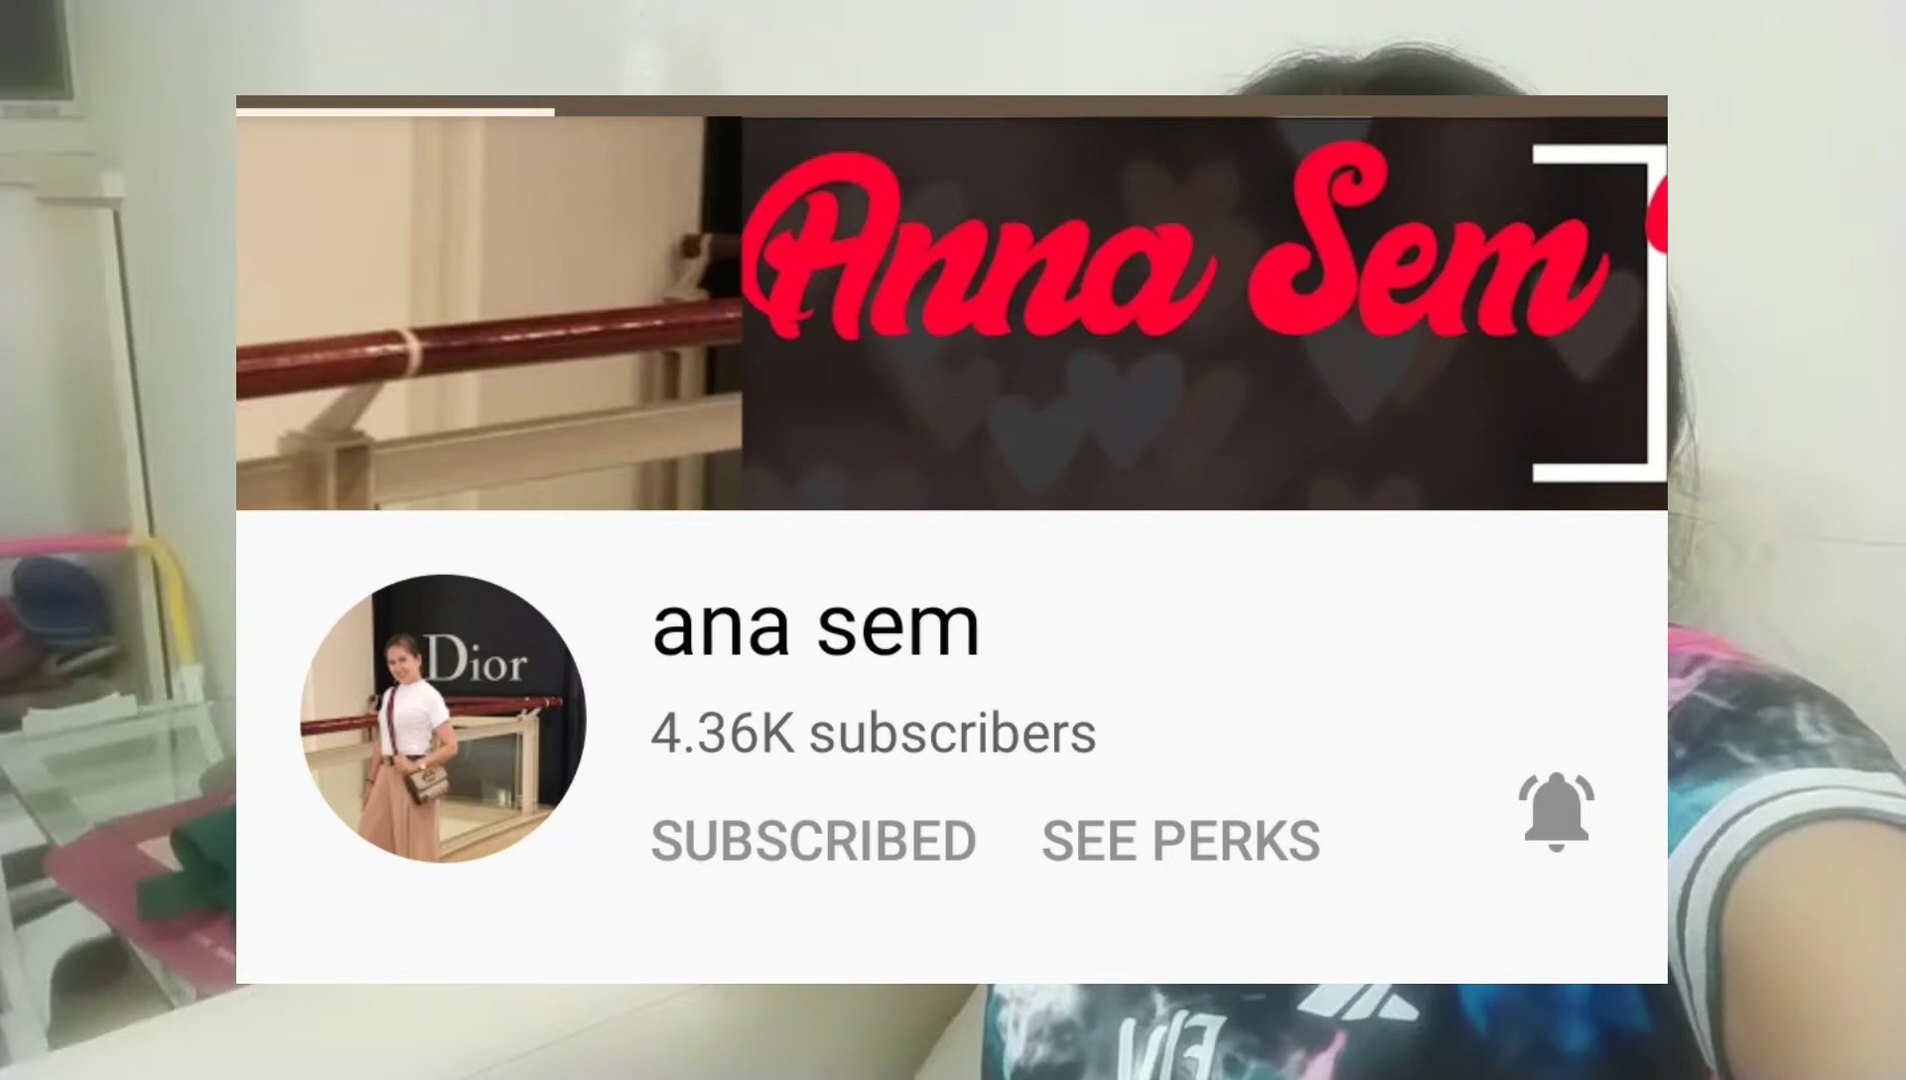 Anna Sem
Dior
ana sem
4.36K subscribers
SUBSCRIBED SEE PERKS